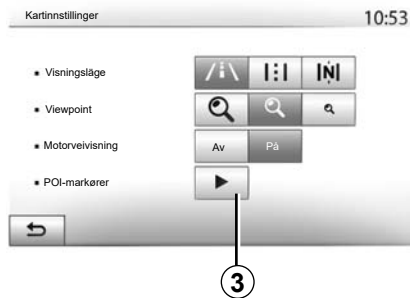 Kartinnstillinger 10:53
Visningsläge
|N|
Viewpoint
Motorveivisning Av På
POI-markører
3